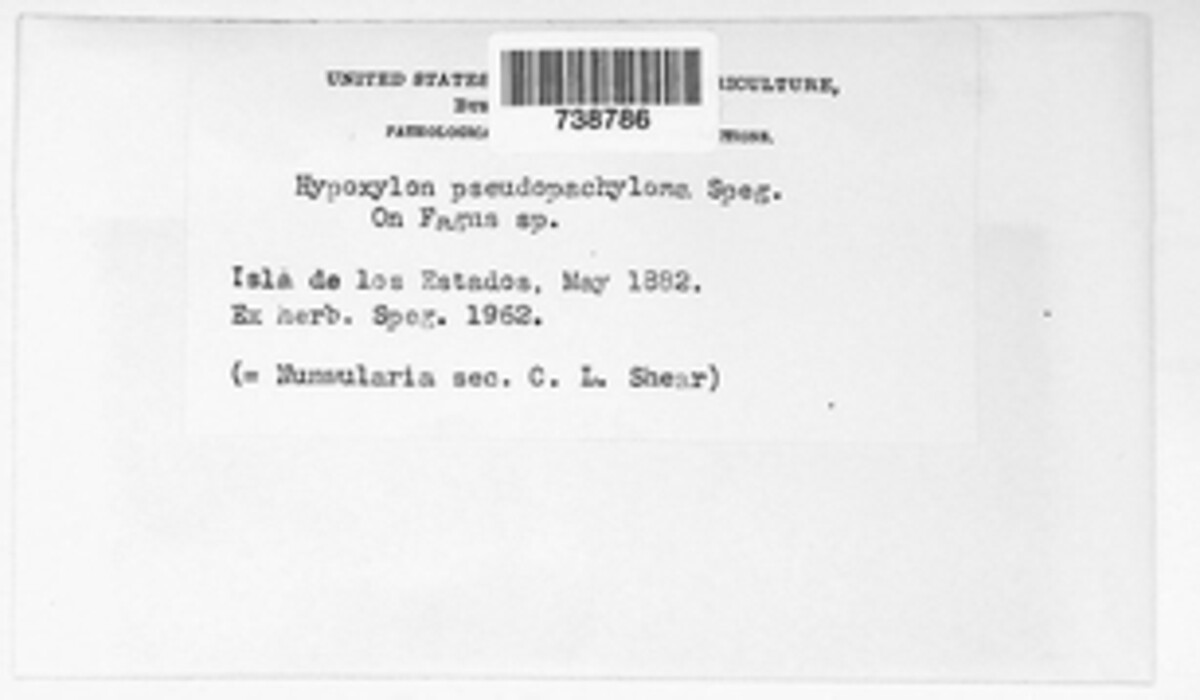 UNITED STATES RICULTURE,
738786
Hypoxylon pseudopachyloma Speg.
On Fagus sp.
Isla de los Estados, May 1882.
Ex herb. Speg. 1962.
(= Nummularia sec. C. L. Shear)